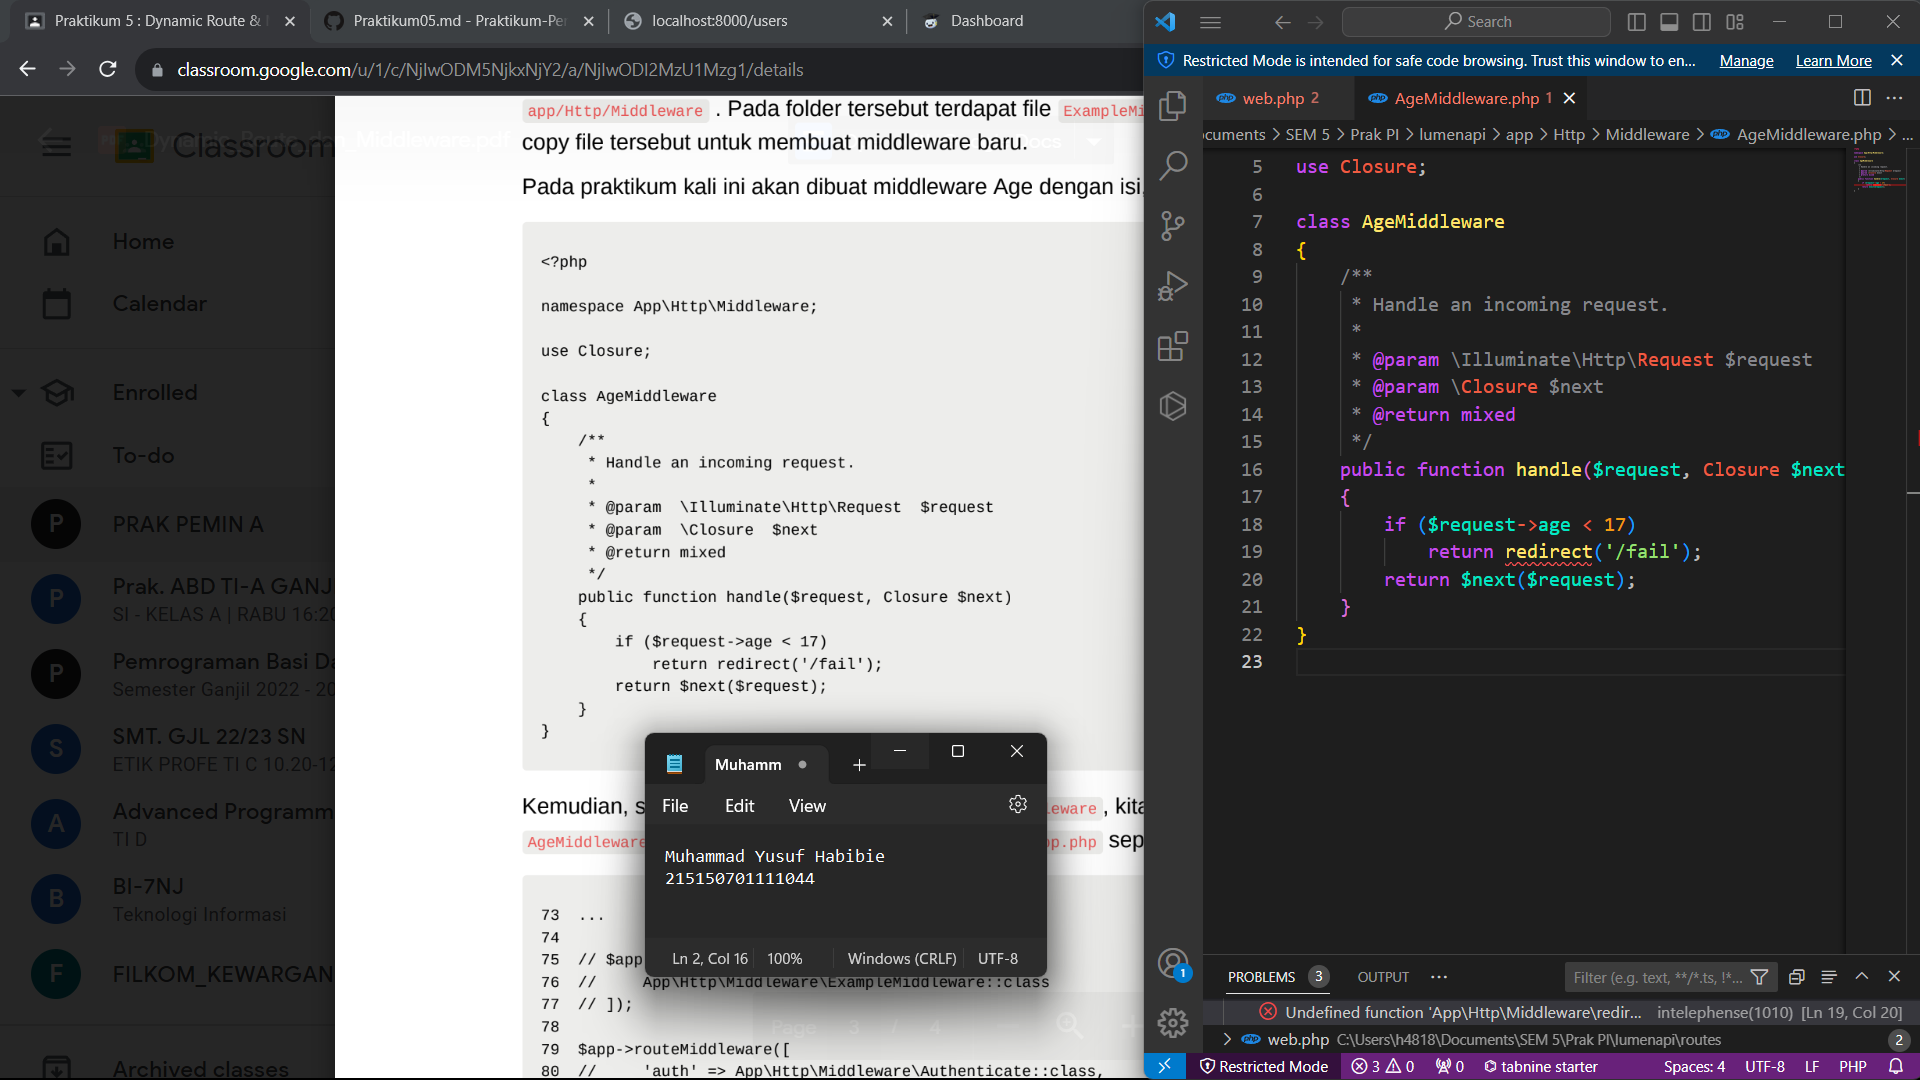 Praktikum 5 : Dynamic Route &
Praktikum05.md - Praktikum-Pe
localhost:8000/users
Dashboard
classroom.google.com/u/1/c/NjIwODM5NjkxNjY2/a/NjIwODI2MzU1Mzg1/details
Dynamic_Route_dan_Middleware.pdf
Classroom
Home
Calendar
Enrolled
To-do
P
PRAK PEMIN A
P
Prak. ABD TI-A GANJ
SI - KELAS A | RABU 16:20
P
Pemrograman Basi Da
Semester Ganjil 2022 - 20
S
SMT. GJL 22/23 SN
ETIK PROFE TI C 10.20-12
A
Advanced Programm
TI D
B
BI-7NJ
Teknologi Informasi
F
FILKOM_KEWARGAN
Archived classes
app/Http/Middleware . Pada folder tersebut terdapat file ExampleMi
copy file tersebut untuk membuat middleware baru.
Pada praktikum kali ini akan dibuat middleware Age dengan isi,
<?php
namespace App\Http\Middleware;
use Closure;
class AgeMiddleware
{
/**
* Handle an incoming request.
*
* @param \Illuminate\Http\Request $request
* @param \Closure $next
* @return mixed
*/
public function handle($request, Closure $next)
{
if ($request->age < 17)
return redirect('/fail');
return $next($request);
}
}
Kemudian, s
leware , kita
AgeMiddleware
pp.php sep
73 ...
74
75 // $app
76 // App\Http\Middleware\ExampleMiddleware::class
77 // ]);
78
79 $app->routeMiddleware([
80 // 'auth' => App\Http\Middleware\Authenticate::class,
Page 3 / 4
Muhamm
File Edit View
Muhammad Yusuf Habibie
215150701111044
Ln 2, Col 16 100% Windows (CRLF) UTF-8
Search
Restricted Mode is intended for safe code browsing. Trust this window to en... Manage Learn More
web.php 2
AgeMiddleware.php 1
cuments > SEM 5 > Prak PI > lumenapi > app > Http > Middleware > AgeMiddleware.php > ...
5 use Closure;
6
7 class AgeMiddleware
8 {
9 /**
10 * Handle an incoming request.
11 *
12 * @param \Illuminate\Http\Request $request
13 * @param \Closure $next
14 * @return mixed
15 */
16 public function handle($request, Closure $next
17 {
18 if ($request->age < 17)
19 return redirect('/fail');
20 return $next($request);
21 }
22 }
23
PROBLEMS 3 OUTPUT ...
Filter (e.g. text, **/*.ts, !*...
Undefined function 'App\Http\Middleware\redir... intelephense(1010) [Ln 19, Col 20]
web.php C:\Users\h4818\Documents\SEM 5\Prak PI\lumenapi\routes 2
1
Restricted Mode 3 0 0 tabnine starter Spaces: 4 UTF-8 LF PHP